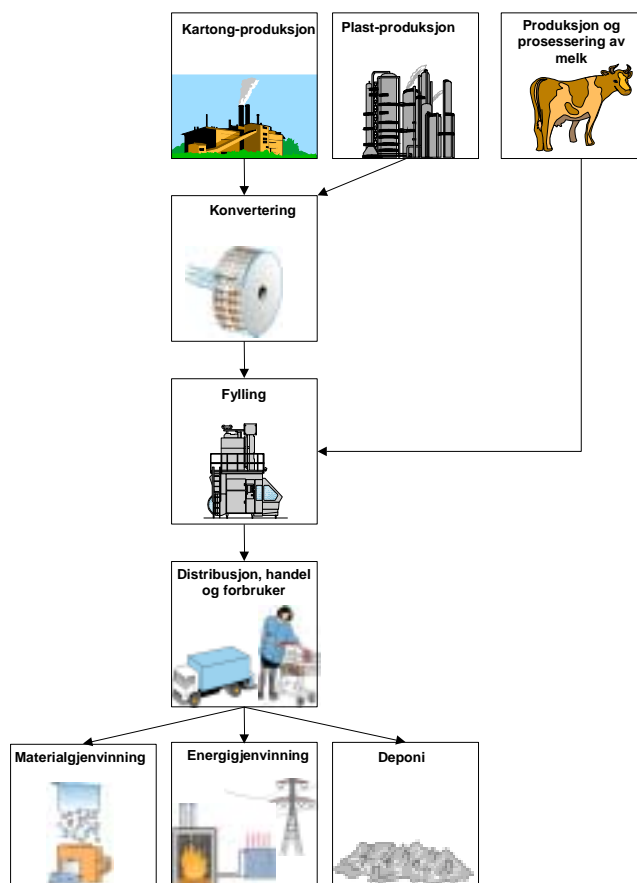 Kartong-produksjon
Plast-produksjon
Produksjon og
prosessering av
melk
Konvertering
Fylling
Distribusjon, handel
og forbruker
Materialgjenvinning
Energigjenvinning
Deponi